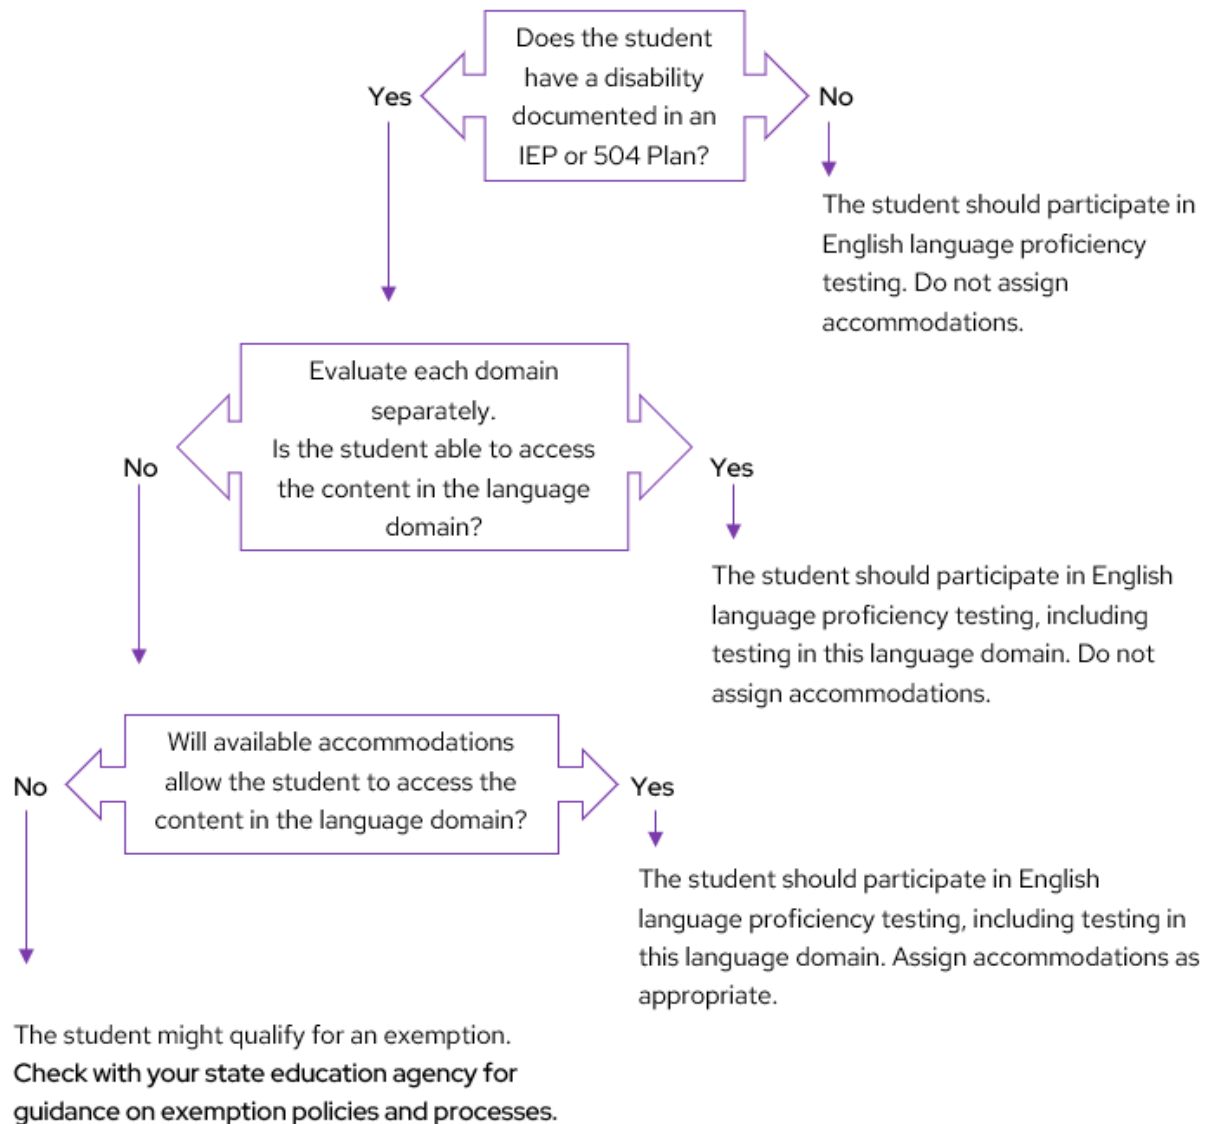 Does the student
have a disability
documented in an
IEP or 504 Plan?
Yes
No
The student should participate in
English language proficiency
testing. Do not assign
accommodations.
Evaluate each domain
separately.
Is the student able to access
the content in the language
domain?
No
Yes
The student should participate in English
language proficiency testing, including
testing in this language domain. Do not
assign accommodations.
Will available accommodations
allow the student to access the
content in the language domain?
No
Yes
The student should participate in English
language proficiency testing, including testing in
this language domain. Assign accommodations as
appropriate.
The student might qualify for an exemption.
Check with your state education agency for
guidance on exemption policies and processes.